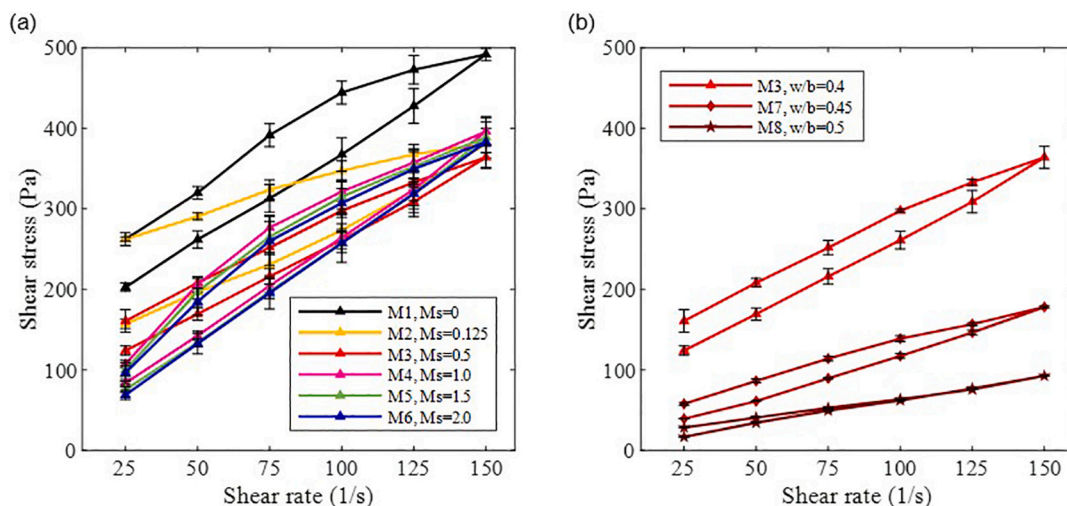 (a)
500
400
300
200
100
0
Shear stress (Pa)
25 50 75 100 125 150
Shear rate (1/s)
M1, Ms=0
M2, Ms=0.125
M3, Ms=0.5
M4, Ms=1.0
M5, Ms=1.5
M6, Ms=2.0
(b)
500
400
300
200
100
0
Shear stress (Pa)
25 50 75 100 125 150
Shear rate (1/s)
M3, w/b=0.4
M7, w/b=0.45
M8, w/b=0.5